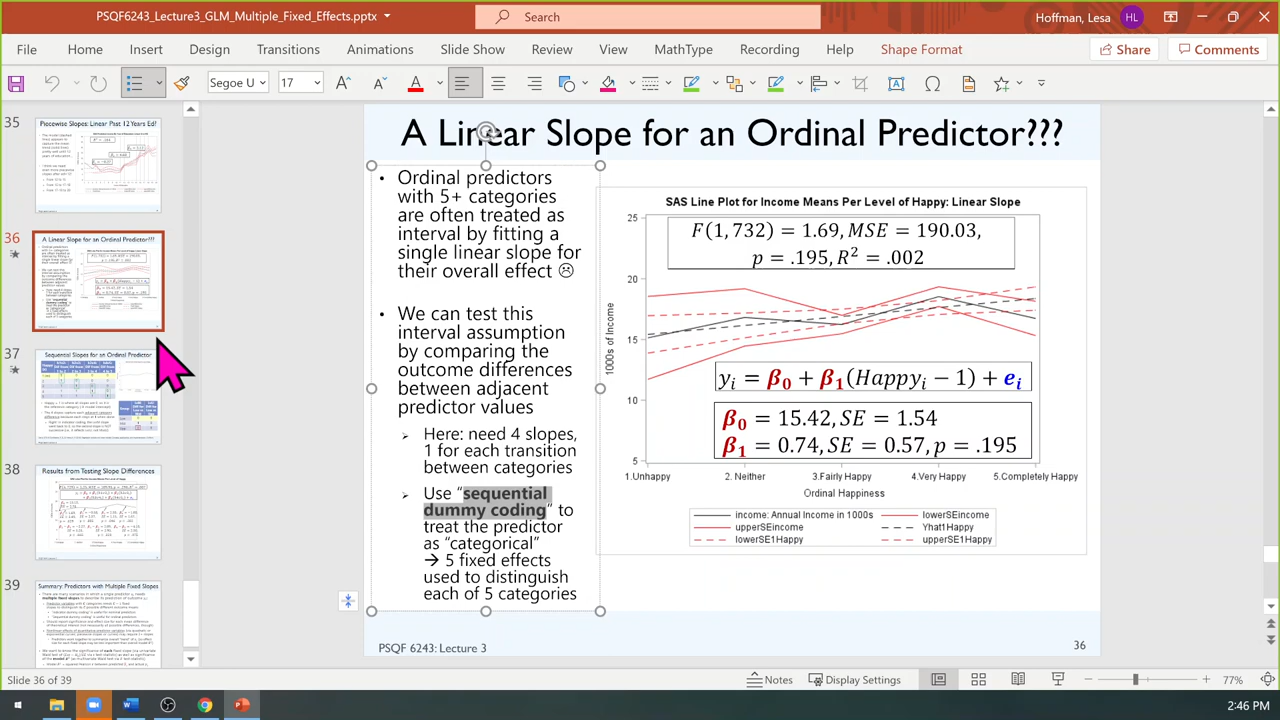 PSQF6243_Lecture3_GLM_Multiple_Fixed_Effects.pptx
Search
Hoffman, Lesa
HL
File Home Insert Design Transitions Animations Slide Show Review View MathType Recording Help Shape Format
Share
Comments
Segoe U
17
35
Piecewise Slopes: Linear Past 12 Years Ed?
36
A Linear Slope for an Ordinal Predictor???
37
Sequential Slopes for an Ordinal Predictor
38
Results from Testing Slope Differences
39
Summary Predictors with Multiple Fixed Slopes
A Linear Slope for an Ordinal Predictor???
• Ordinal predictors
with 5+ categories
are often treated as
interval by fitting a
single linear slope for
their overall effect ☹
• We can test this
interval assumption
by comparing the
outcome differences
between adjacent
predictor values
➢ Here: need 4 slopes,
1 for each transition
between categories
➢ Use “sequential
dummy coding” to
treat the predictor
as “categorical”
→ 5 fixed effects
used to distinguish
each of 5 categories
SAS Line Plot for Income Means Per Level of Happy: Linear Slope
F(1,732) = 1.69, MSE = 190.03,
p = .195, R² = .002
25
20
15
10
5
1000s of Income
yᵢ = β₀ + β₁(Happyᵢ − 1) + eᵢ
β₀ = 15.42, SE = 1.54
β₁ = 0.74, SE = 0.57, p = .195
1.Unhappy 2. Neither 3.Fairly Happy 4.Very Happy 5.Completely Happy
Ordinal Happiness
income: Annual Income in 1000s lowerSEincome
upperSEincome Yhat1Happy
lowerSE1Happy upperSE1Happy
PSQF 6243: Lecture 3
36
Slide 36 of 39
Notes
Display Settings
77%
2:46 PM